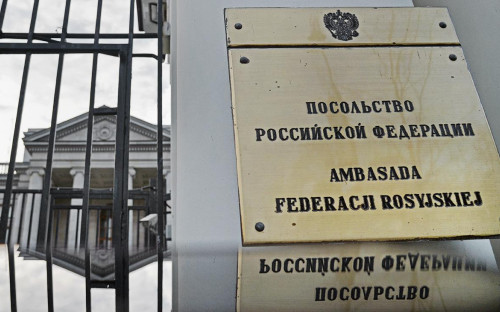 ПОСОЛЬСТВО
РОССИЙСКОЙ ФЕДЕРАЦИИ
AMBASADA
FEDERACJI ROSYJSKIEJ